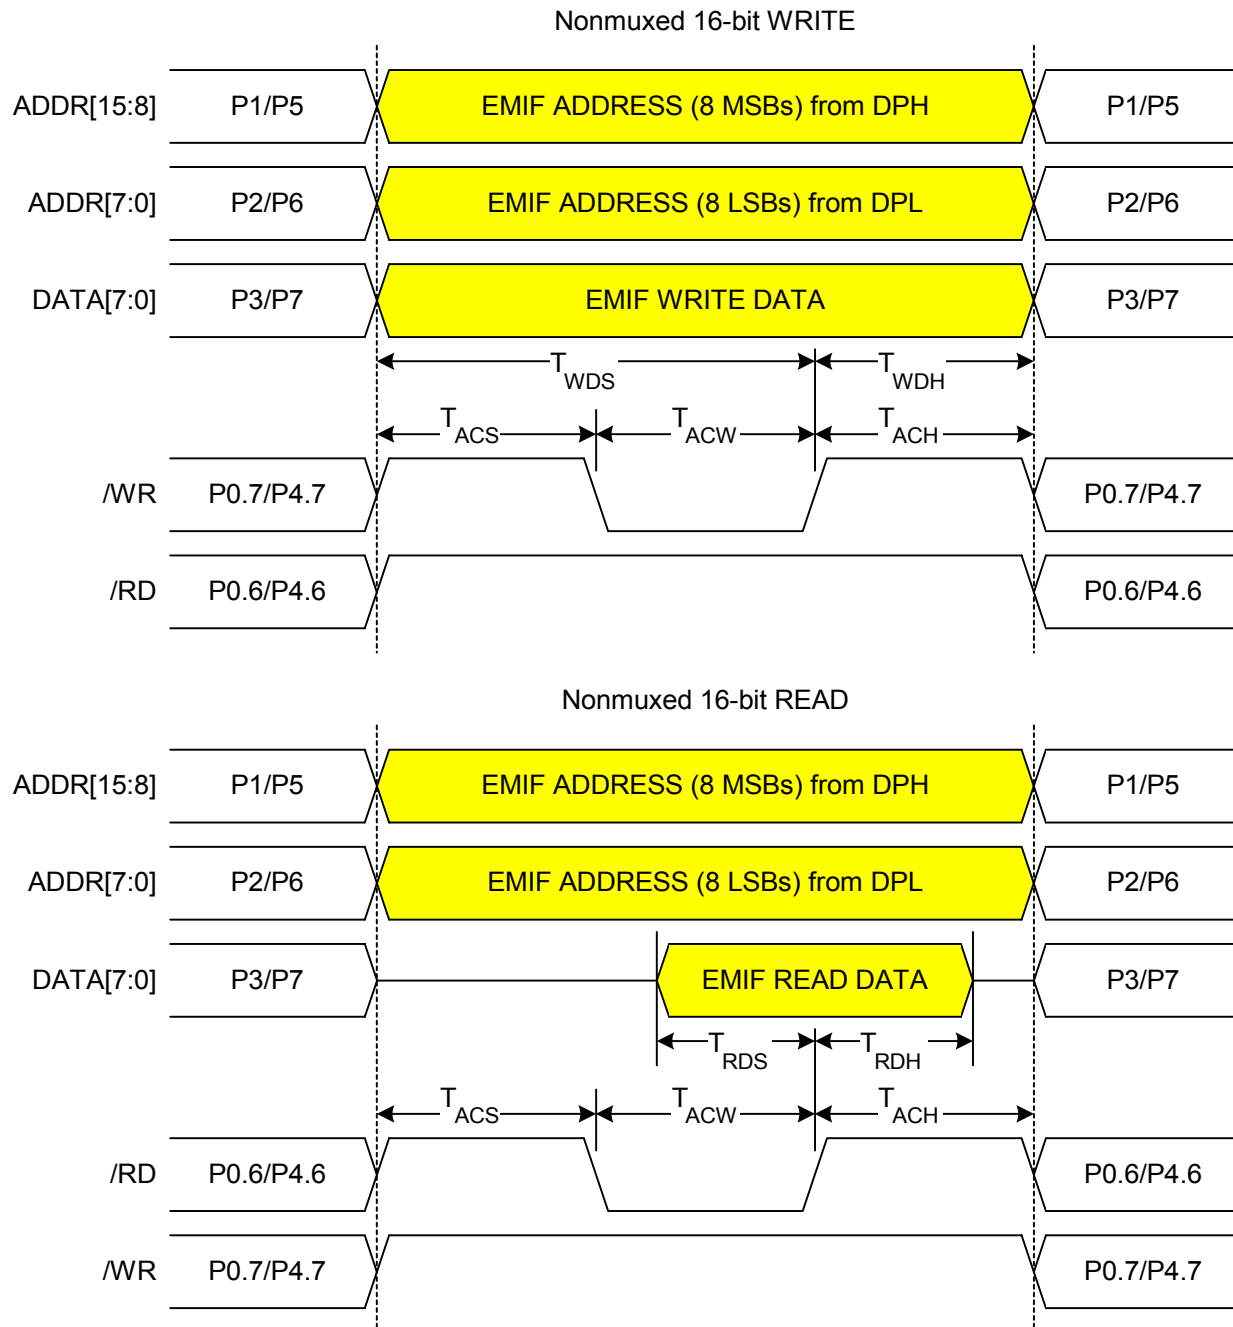 Nonmuxed 16-bit WRITE
ADDR[15:8] P1/P5 EMIF ADDRESS (8 MSBs) from DPH P1/P5
ADDR[7:0] P2/P6 EMIF ADDRESS (8 LSBs) from DPL P2/P6
DATA[7:0] P3/P7 EMIF WRITE DATA P3/P7
TWDS TWDH
TACS TACW TACH
/WR P0.7/P4.7 P0.7/P4.7
/RD P0.6/P4.6 P0.6/P4.6
Nonmuxed 16-bit READ
ADDR[15:8] P1/P5 EMIF ADDRESS (8 MSBs) from DPH P1/P5
ADDR[7:0] P2/P6 EMIF ADDRESS (8 LSBs) from DPL P2/P6
DATA[7:0] P3/P7 EMIF READ DATA P3/P7
TRDS TRDH
TACS TACW TACH
/RD P0.6/P4.6 P0.6/P4.6
/WR P0.7/P4.7 P0.7/P4.7